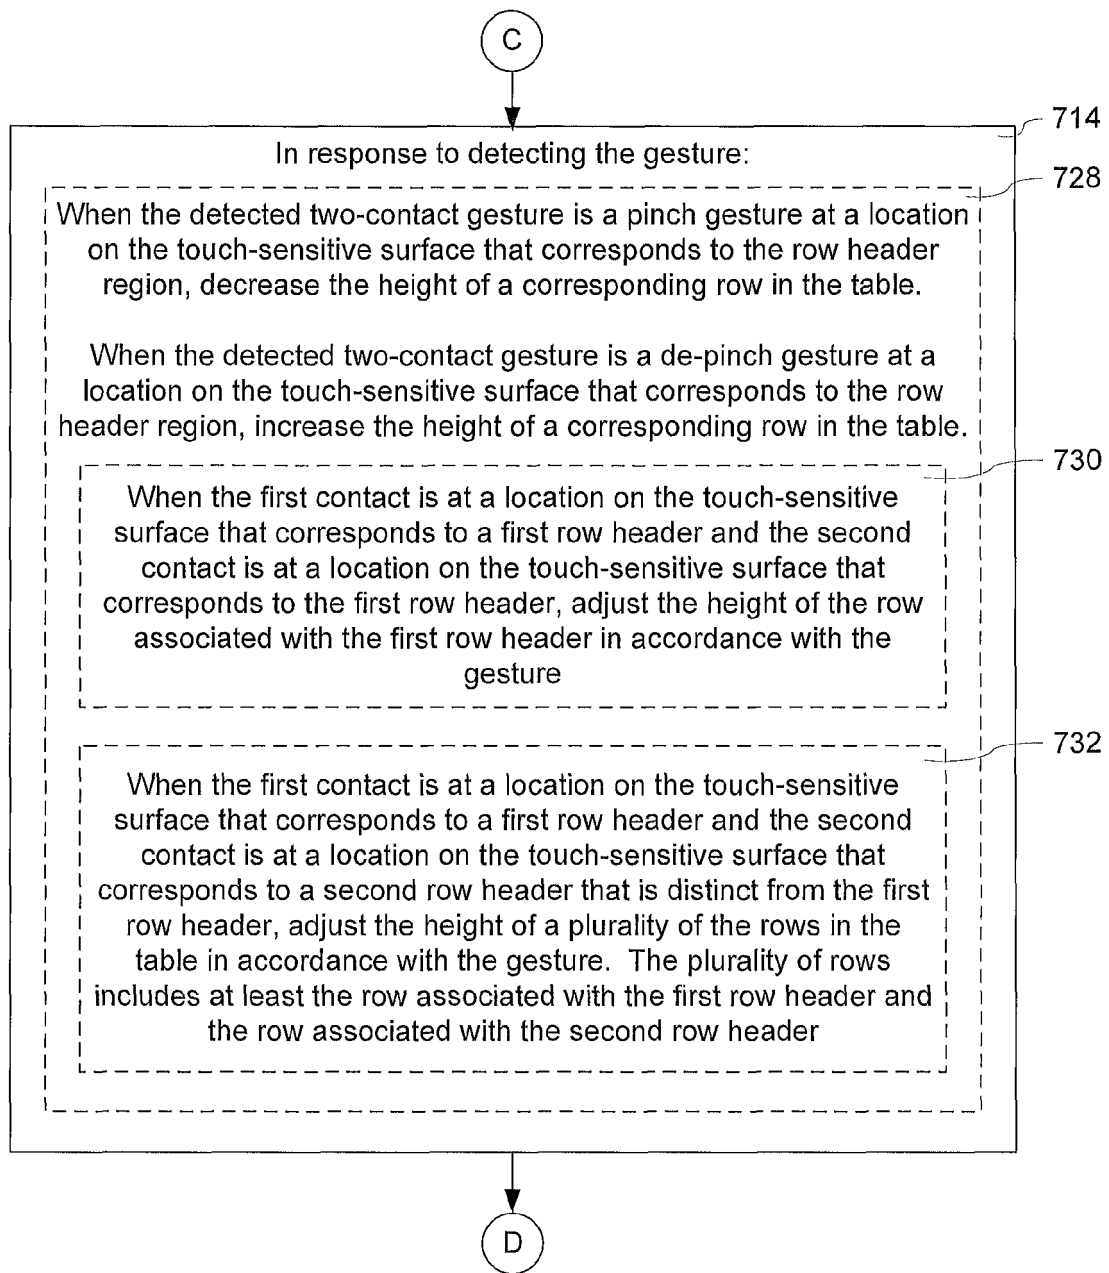 C
714
In response to detecting the gesture:
728
When the detected two-contact gesture is a pinch gesture at a location
on the touch-sensitive surface that corresponds to the row header
region, decrease the height of a corresponding row in the table.
When the detected two-contact gesture is a de-pinch gesture at a
location on the touch-sensitive surface that corresponds to the row
header region, increase the height of a corresponding row in the table.
730
When the first contact is at a location on the touch-sensitive
surface that corresponds to a first row header and the second
contact is at a location on the touch-sensitive surface that
corresponds to the first row header, adjust the height of the row
associated with the first row header in accordance with the
gesture
732
When the first contact is at a location on the touch-sensitive
surface that corresponds to a first row header and the second
contact is at a location on the touch-sensitive surface that
corresponds to a second row header that is distinct from the first
row header, adjust the height of a plurality of the rows in the
table in accordance with the gesture.  The plurality of rows
includes at least the row associated with the first row header and
the row associated with the second row header
D